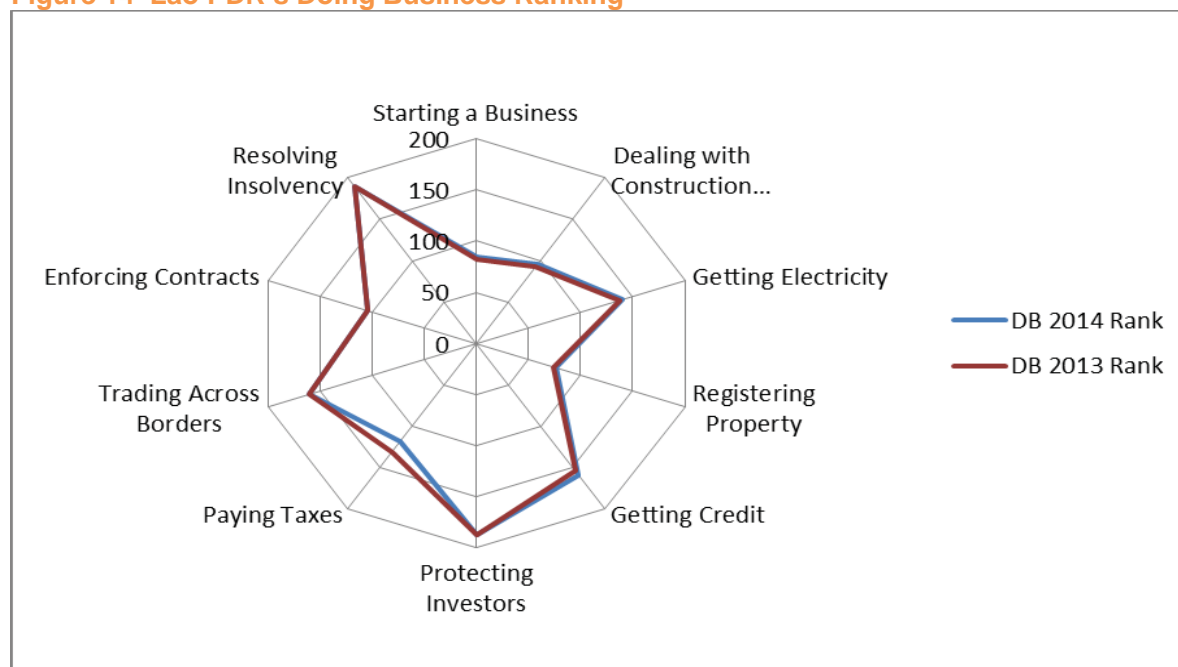 Figure Lao PDR's Doing Business Ranking
Starting a Business
200
150
100
50
0
Dealing with
Construction...
Getting Electricity
Registering
Property
Getting Credit
Protecting
Investors
Paying Taxes
Trading Across
Borders
Enforcing Contracts
Resolving
Insolvency
DB 2014 Rank
DB 2013 Rank